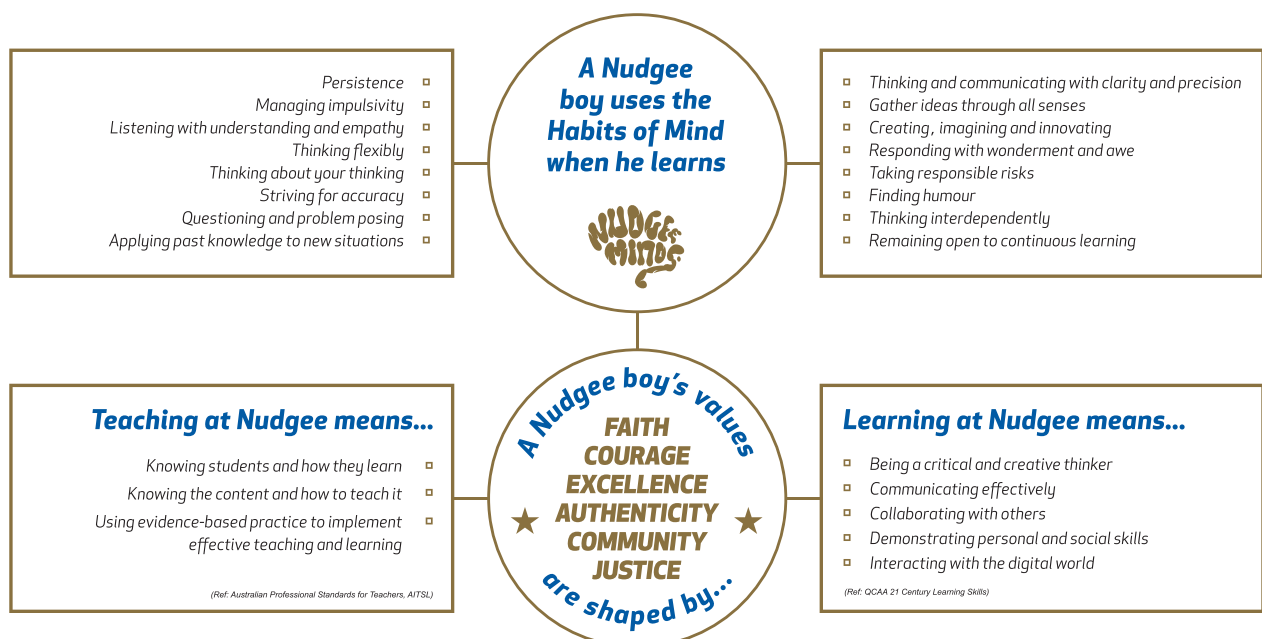 Persistence
Managing impulsivity
Listening with understanding and empathy
Thinking flexibly
Thinking about your thinking
Striving for accuracy
Questioning and problem posing
Applying past knowledge to new situations
A Nudgee
boy uses the
Habits of Mind
when he learns
NUDGEE
MINDS
Thinking and communicating with clarity and precision
Gather ideas through all senses
Creating, imagining and innovating
Responding with wonderment and awe
Taking responsible risks
Finding humour
Thinking interdependently
Remaining open to continuous learning
Teaching at Nudgee means...
Knowing students and how they learn
Knowing the content and how to teach it
Using evidence-based practice to implement
effective teaching and learning
(Ref: Australian Professional Standards for Teachers, AITSL)
A Nudgee boy's values
FAITH
COURAGE
EXCELLENCE
AUTHENTICITY
COMMUNITY
JUSTICE
are shaped by...
Learning at Nudgee means...
Being a critical and creative thinker
Communicating effectively
Collaborating with others
Demonstrating personal and social skills
Interacting with the digital world
(Ref: QCAA 21 Century Learning Skills)